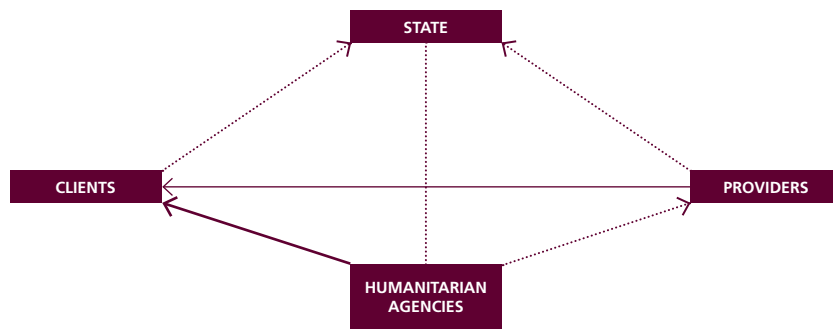 STATE
CLIENTS
PROVIDERS
HUMANITARIAN
AGENCIES